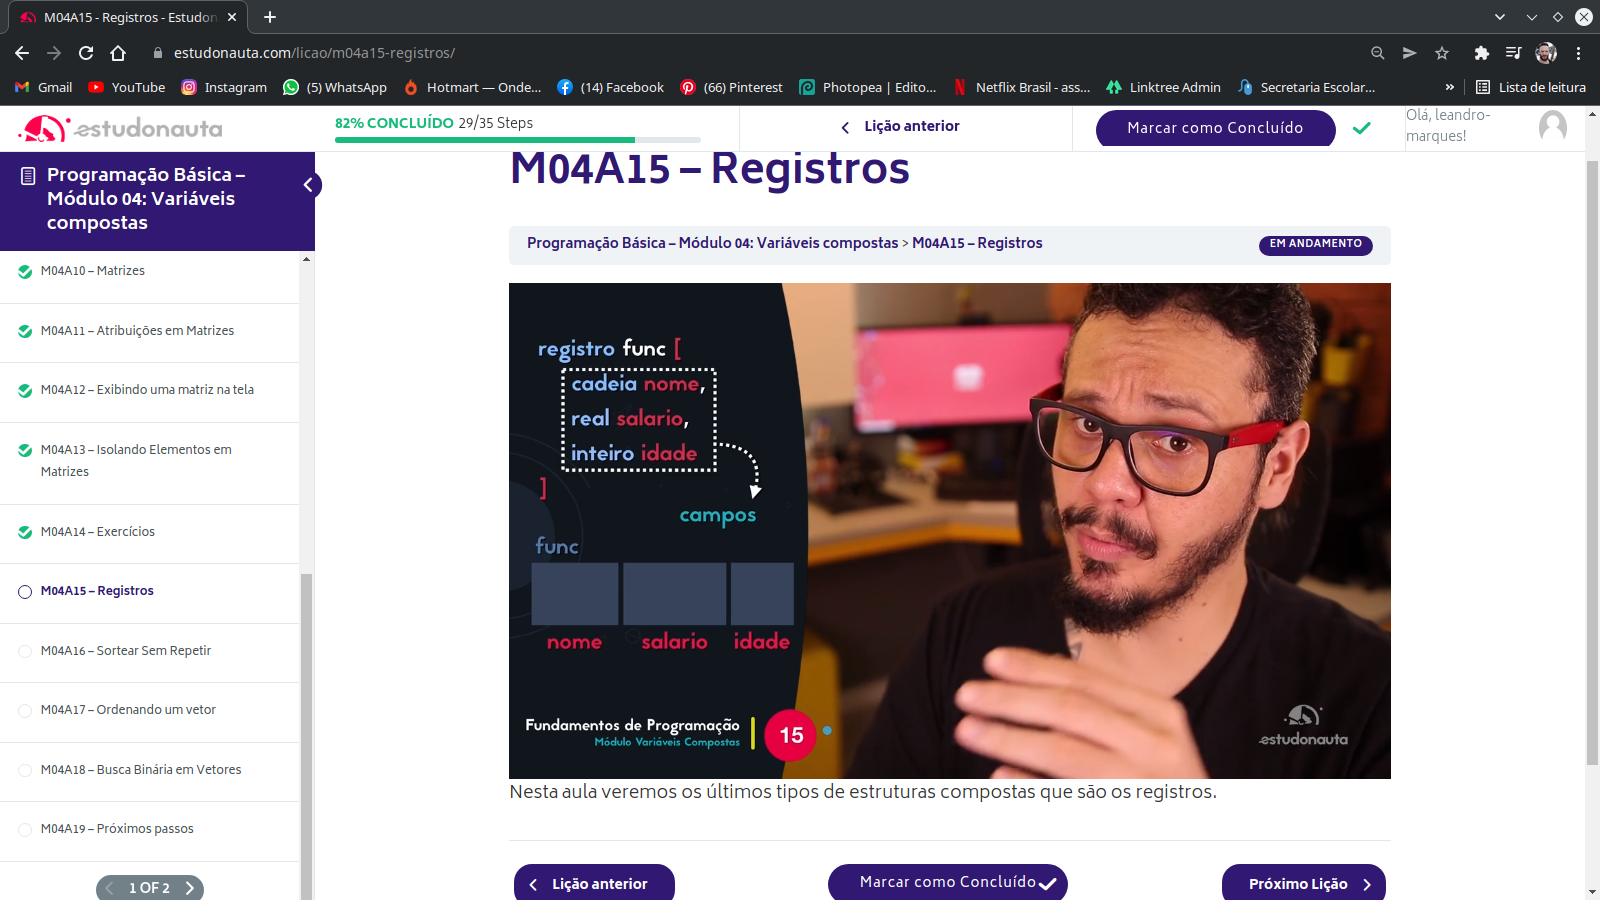 M04A15 - Registros - Estudon
estudonauta.com/licao/m04a15-registros/
Gmail
YouTube
Instagram
(5) WhatsApp
Hotmart — Onde...
(14) Facebook
(66) Pinterest
Photopea | Edito...
Netflix Brasil - ass...
Linktree Admin
Secretaria Escolar...
»
Lista de leitura
estudonauta
82% CONCLUÍDO 29/35 Steps
Lição anterior
Marcar como Concluído
Olá, leandro-
marques!
Programação Básica –
Módulo 04: Variáveis
compostas
M04A10 – Matrizes
M04A11 – Atribuições em Matrizes
M04A12 – Exibindo uma matriz na tela
M04A13 – Isolando Elementos em
Matrizes
M04A14 – Exercícios
M04A15 – Registros
M04A16 – Sortear Sem Repetir
M04A17 – Ordenando um vetor
M04A18 – Busca Binária em Vetores
M04A19 – Próximos passos
1 OF 2
M04A15 – Registros
Programação Básica – Módulo 04: Variáveis compostas > M04A15 – Registros
EM ANDAMENTO
registro func [
cadeia nome,
real salario,
inteiro idade
]
campos
func
nome salario idade
Fundamentos de Programação
Módulo Variáveis Compostas
15
estudonauta
Nesta aula veremos os últimos tipos de estruturas compostas que são os registros.
Lição anterior
Marcar como Concluído
Próximo Lição